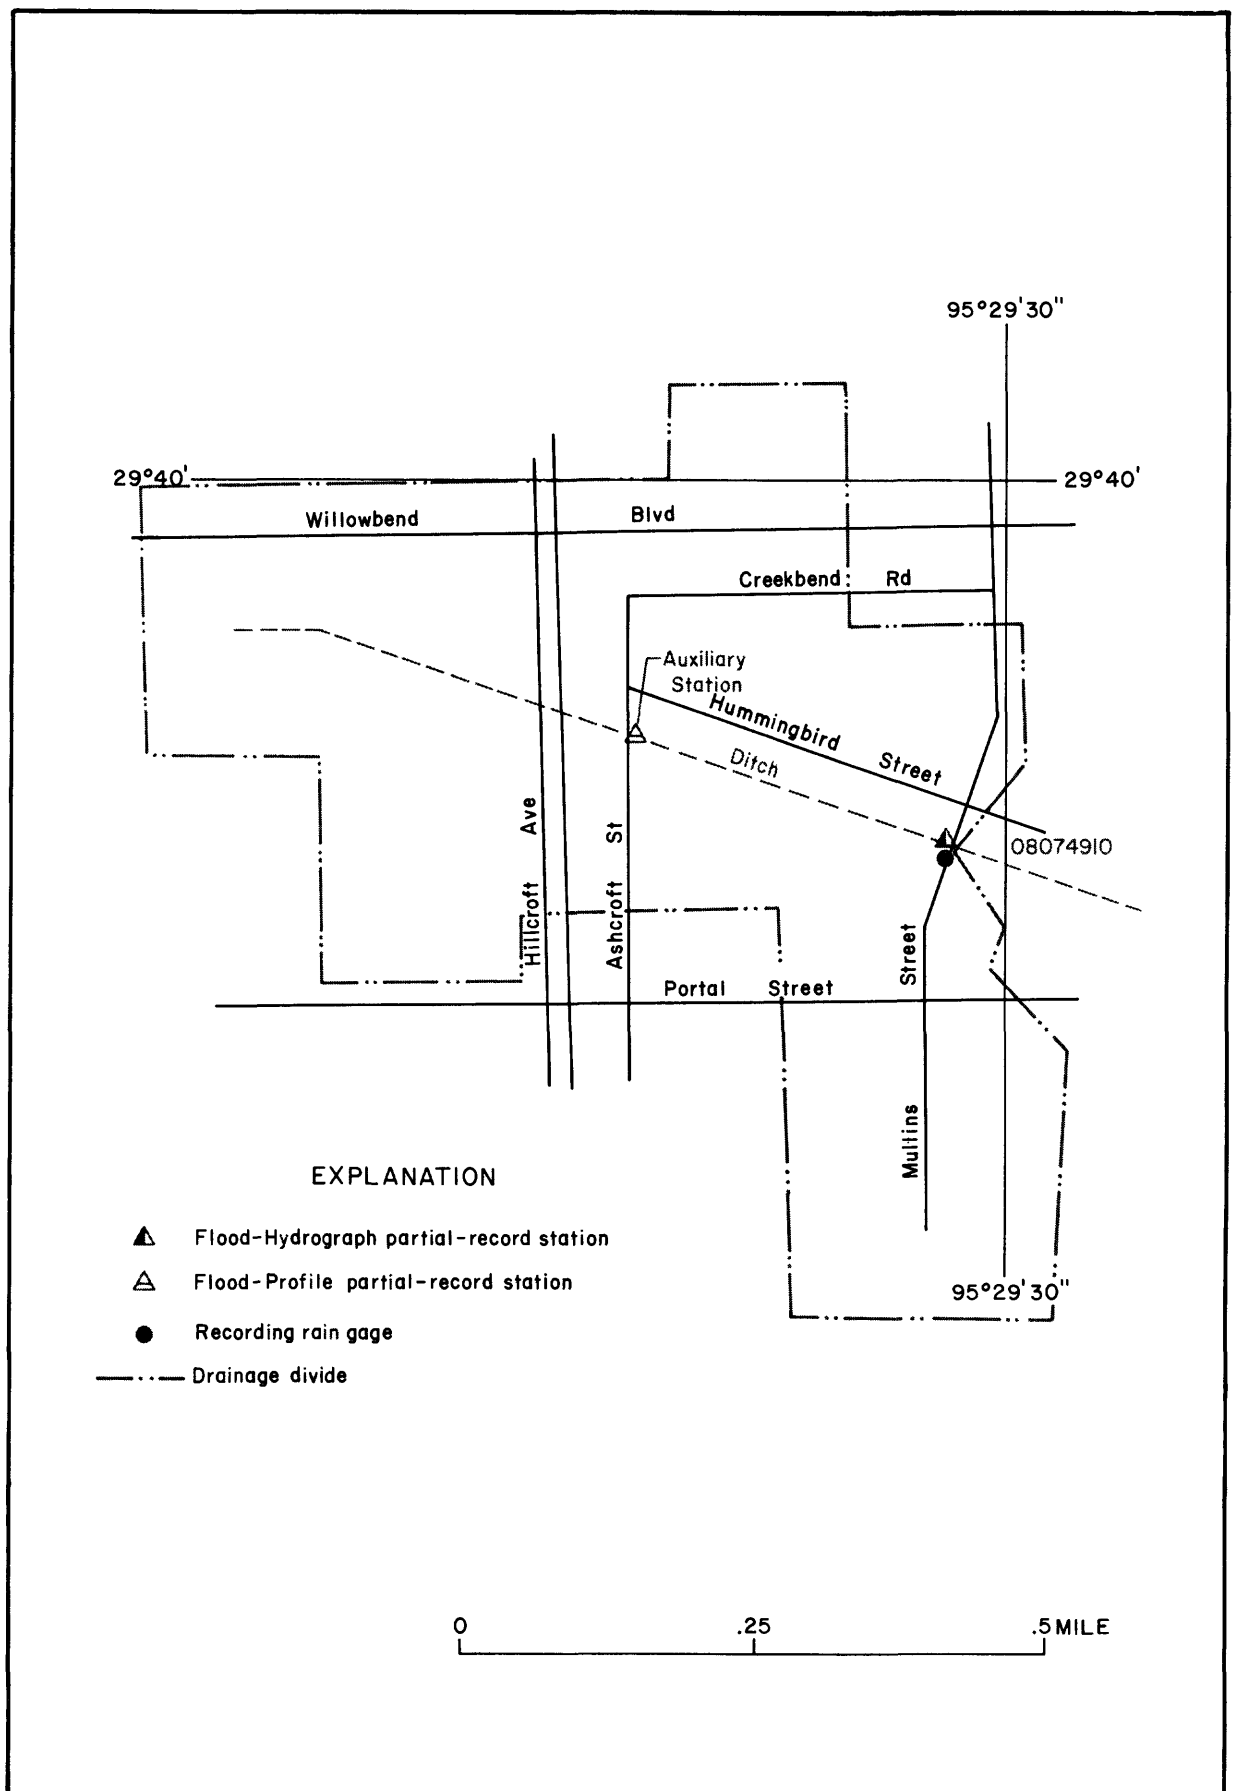 95°29'30"
29°40'
29°40'
Willowbend Blvd
Creekbend Rd
Auxiliary
Station
Hummingbird Street
Ditch
Hillcroft Ave
Ashcroft St
08074910
Mullins Street
Portal Street
95°29'30"
EXPLANATION
Flood-Hydrograph partial-record station
Flood-Profile partial-record station
Recording rain gage
Drainage divide
0 .25 .5 MILE